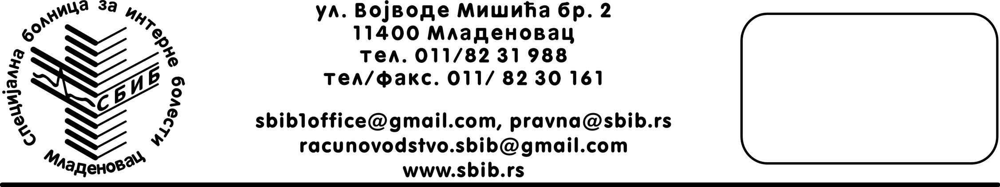 Специјална болница за интерне болести
Младеновац
СБИБ
ул. Војводе Мишића бр. 2
11400 Младеновац
тел. 011/82 31 988
тел/факс. 011/ 82 30 161
sbib1office@gmail.com, pravna@sbib.rs
racunovodstvo.sbib@gmail.com
www.sbib.rs